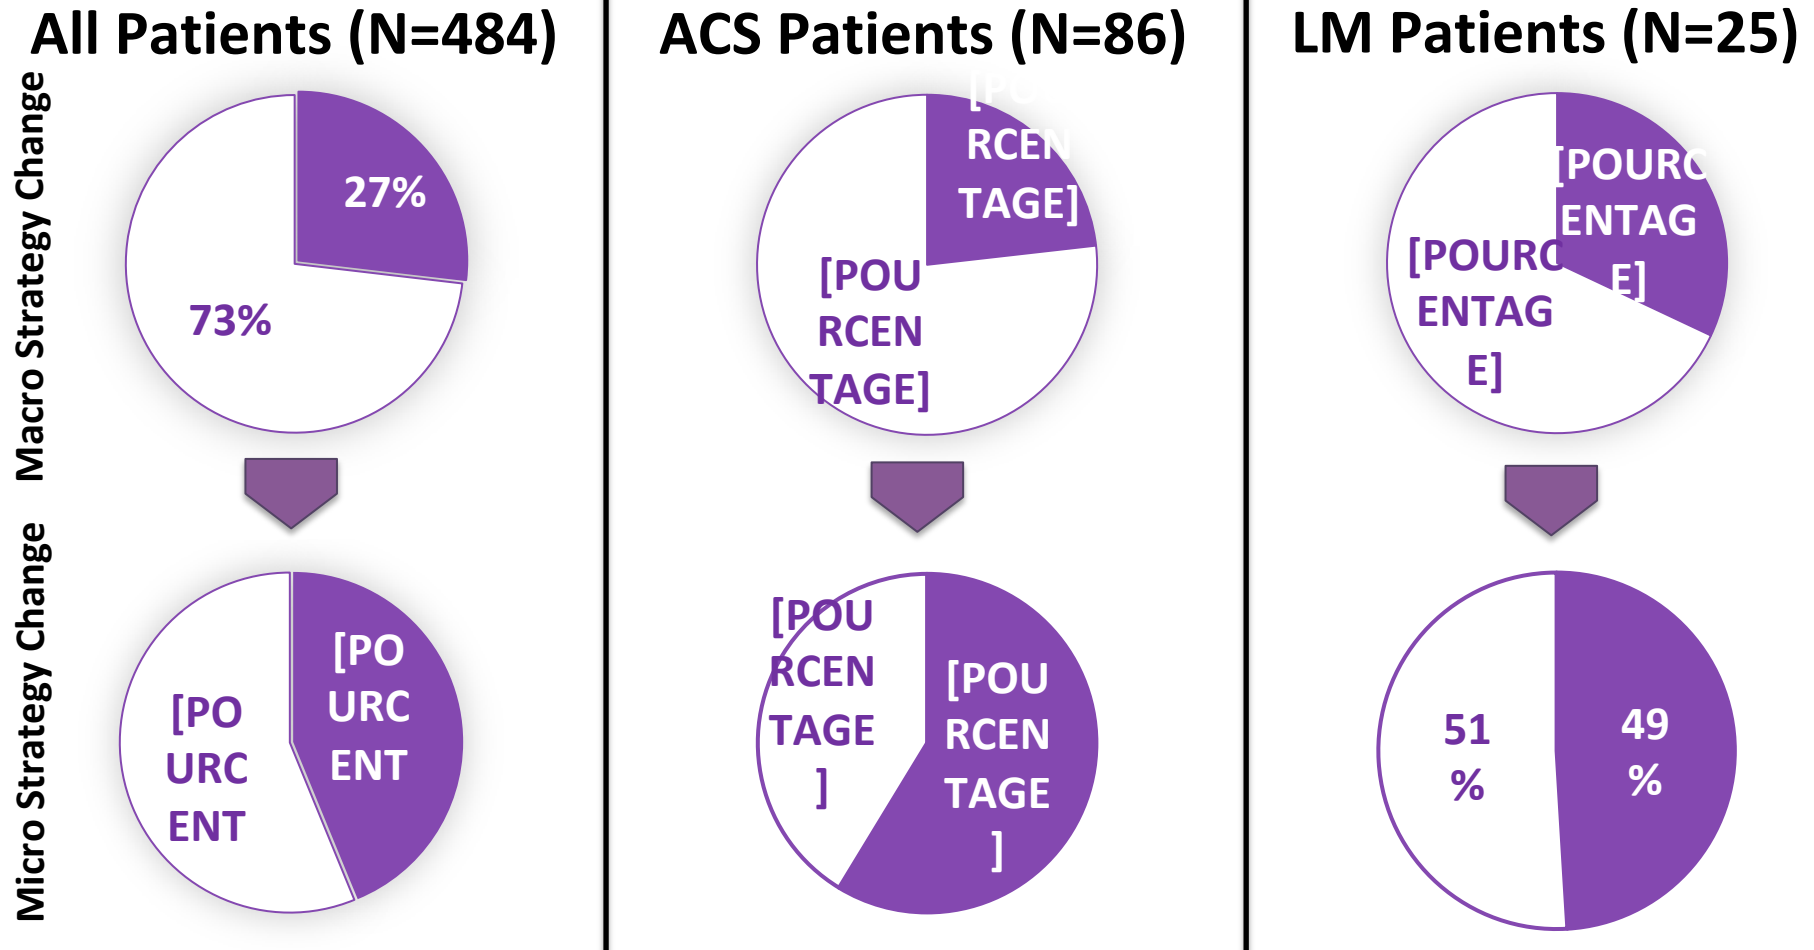 All Patients (N=484)
ACS Patients (N=86)
LM Patients (N=25)
Macro Strategy Change
27%
73%
[POU
RCEN
TAGE]
[POU
RCEN
TAGE]
[POURC
ENTAG
E]
[POURC
ENTAG
E]
Micro Strategy Change
[PO
URC
ENT
[PO
URC
ENT
[POU
RCEN
TAGE
]
[POU
RCEN
TAGE
]
51
%
49
%